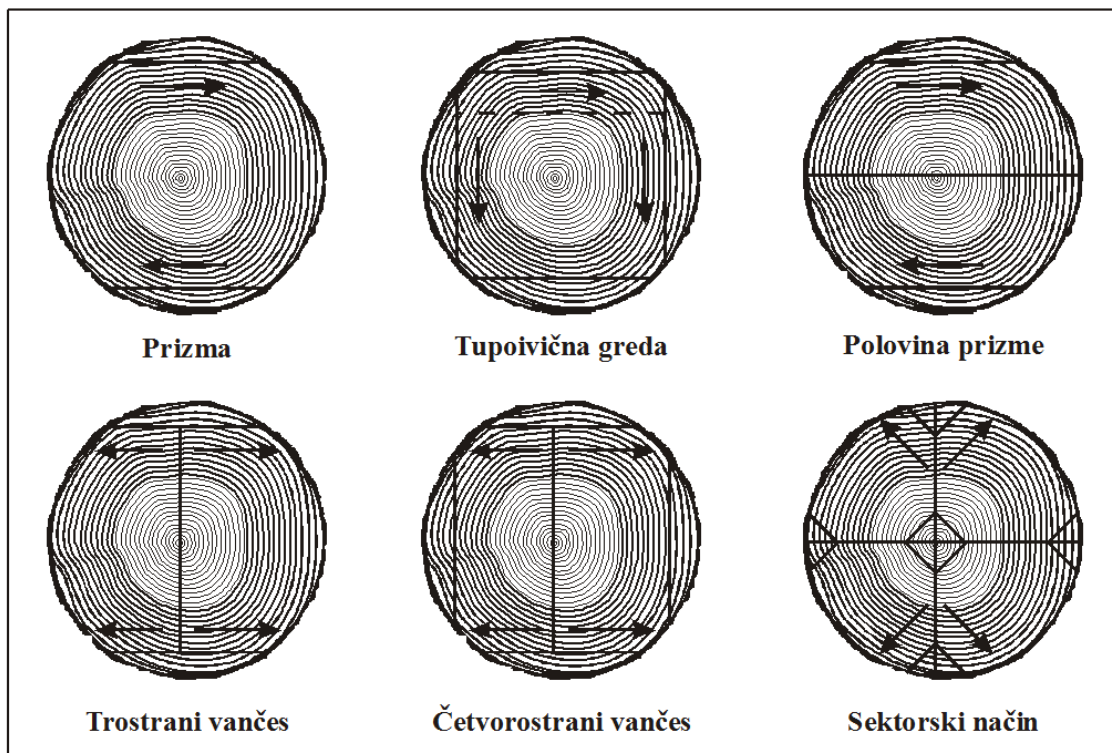 Prizma
Tupoivična greda
Polovina prizme
Trostrani vančes
Četvorostrani vančes
Sektorski način